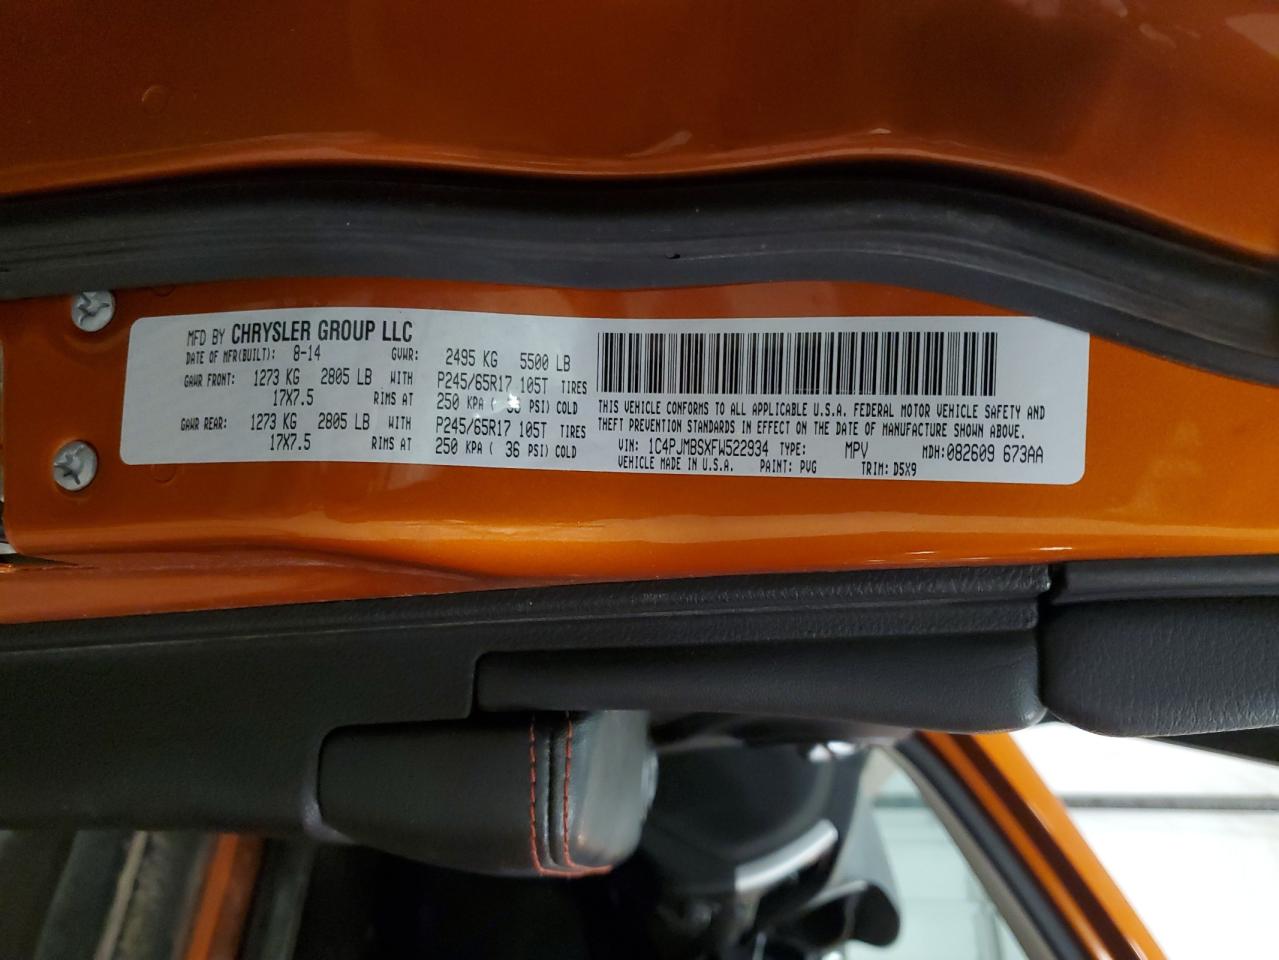 MFD BY CHRYSLER GROUP LLC
DATE OF MFR(BUILT): 8-14 GVWR: 2495 KG 5500 LB
GAWR FRONT: 1273 KG 2805 LB WITH P245/65R17 105T TIRES
17X7.5 RIMS AT 250 KPA ( 36 PSI) COLD
GAWR REAR: 1273 KG 2805 LB WITH P245/65R17 105T TIRES
17X7.5 RIMS AT 250 KPA ( 36 PSI) COLD
THIS VEHICLE CONFORMS TO ALL APPLICABLE U.S.A. FEDERAL MOTOR VEHICLE SAFETY AND
THEFT PREVENTION STANDARDS IN EFFECT ON THE DATE OF MANUFACTURE SHOWN ABOVE.
VIN: 1C4PJMBSXFW522934 TYPE: MPV MDH:082609 673AA
VEHICLE MADE IN U.S.A. PAINT: PVG TRIM: D5X9